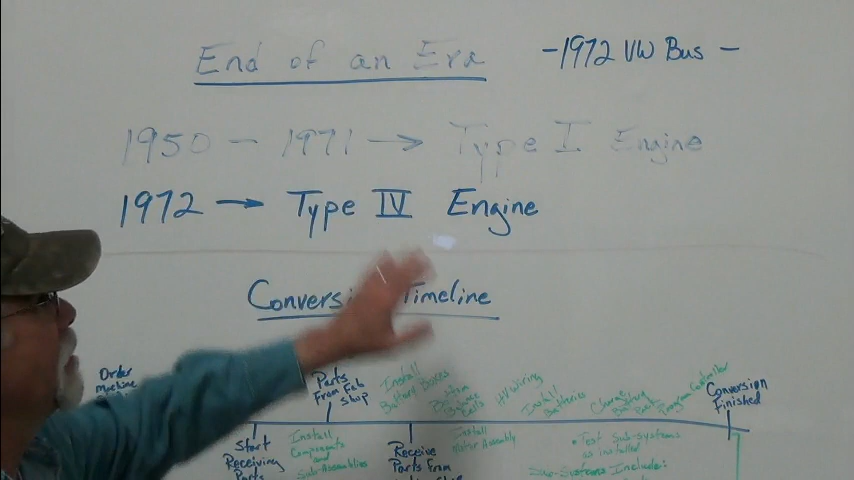 End of an Era
-1972 VW Bus-
1950 - 1971 → Type I Engine
1972 → Type IV Engine
Timeline
Order
Machine
Parts
From Fab
Shop
Install
Battery Boxes
HV Wiring
Install
Batteries
Program Controller
Conversion
Finished
Start
Receiving
Parts
Install
Components
and
Sub-Assemblies
Receive
Parts From
Install
Motor Assembly
• Test Sub-systems
as installed
Sub-Systems Include: